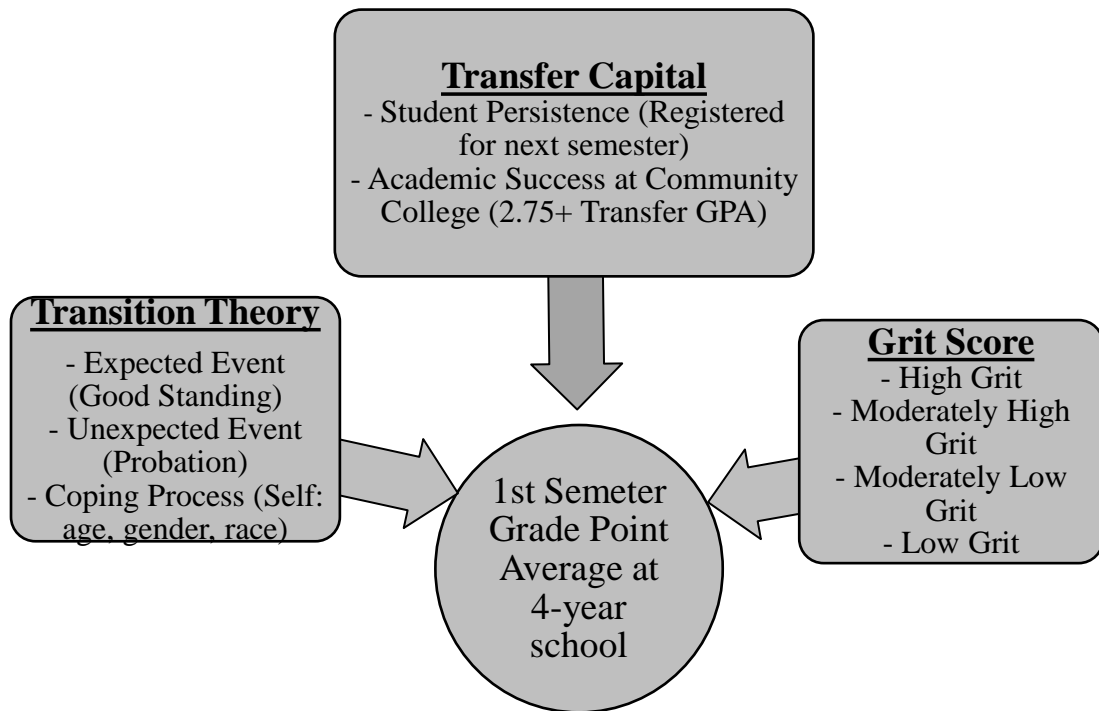 Transfer Capital
- Student Persistence (Registered
for next semester)
- Academic Success at Community
College (2.75+ Transfer GPA)
Transition Theory
- Expected Event
(Good Standing)
- Unexpected Event
(Probation)
- Coping Process (Self:
age, gender, race)
Grit Score
- High Grit
- Moderately High
Grit
- Moderately Low
Grit
- Low Grit
1st Semeter
Grade Point
Average at
4-year
school